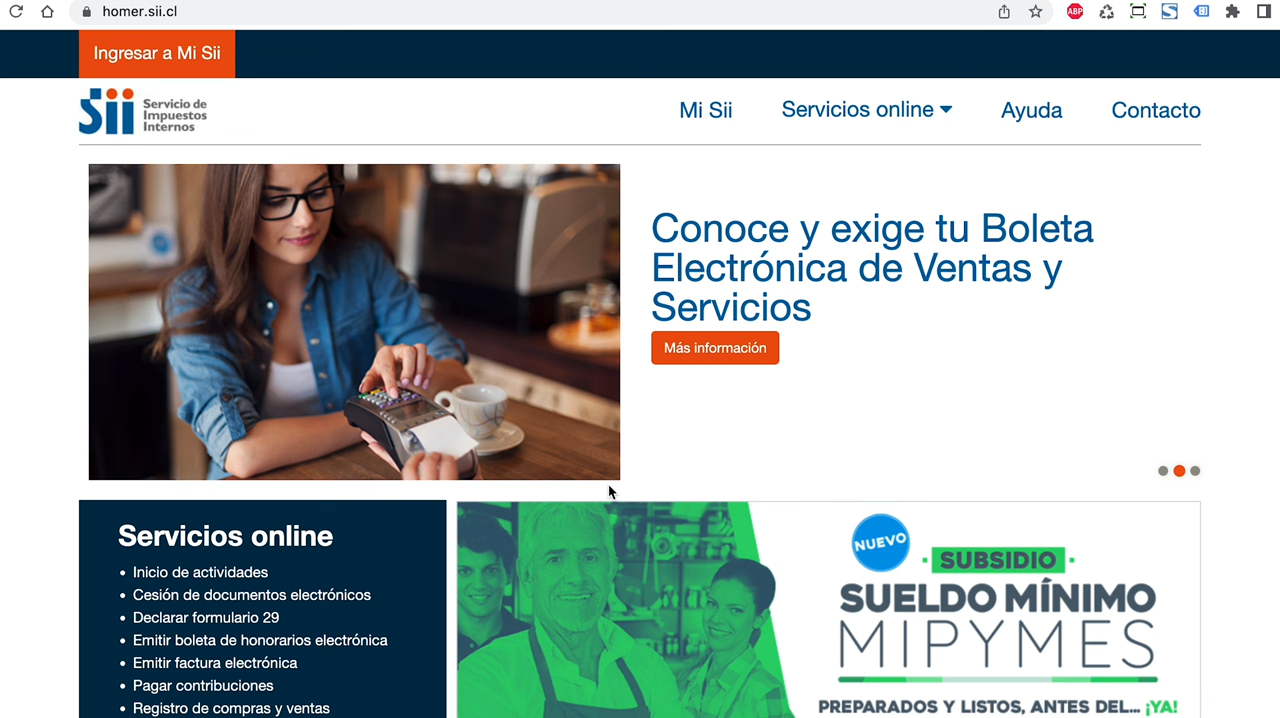 homer.sii.cl
ABP
Ingresar a Mi Sii
Sii
Servicio de
Impuestos
Internos
Mi Sii
Servicios online
Ayuda
Contacto
Conoce y exige tu Boleta
Electrónica de Ventas y
Servicios
Más información
Servicios online
• Inicio de actividades
• Cesión de documentos electrónicos
• Declarar formulario 29
• Emitir boleta de honorarios electrónica
• Emitir factura electrónica
• Pagar contribuciones
• Registro de compras y ventas
NUEVO
· SUBSIDIO ·
SUELDO MÍNIMO
MIPYMES
PREPARADOS Y LISTOS, ANTES DEL... ¡YA!